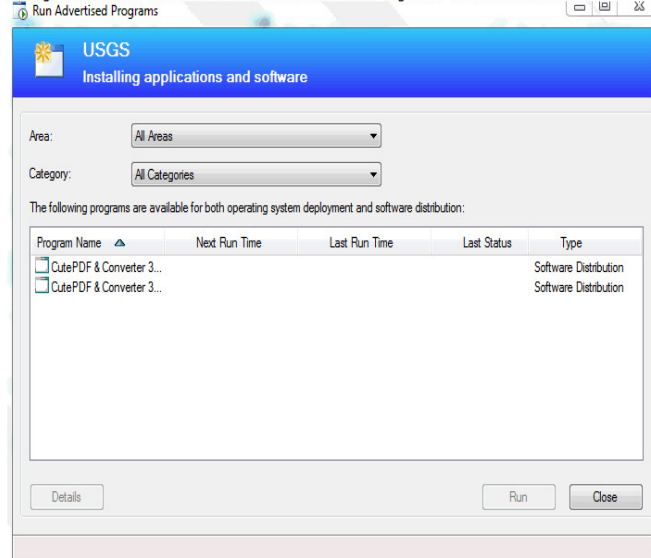 Run Advertised Programs
USGS
Installing applications and software
Area: All Areas
Category: All Categories
The following programs are available for both operating system deployment and software distribution:
Program Name Next Run Time Last Run Time Last Status Type
CutePDF & Converter 3... Software Distribution
CutePDF & Converter 3... Software Distribution
Details Run Close